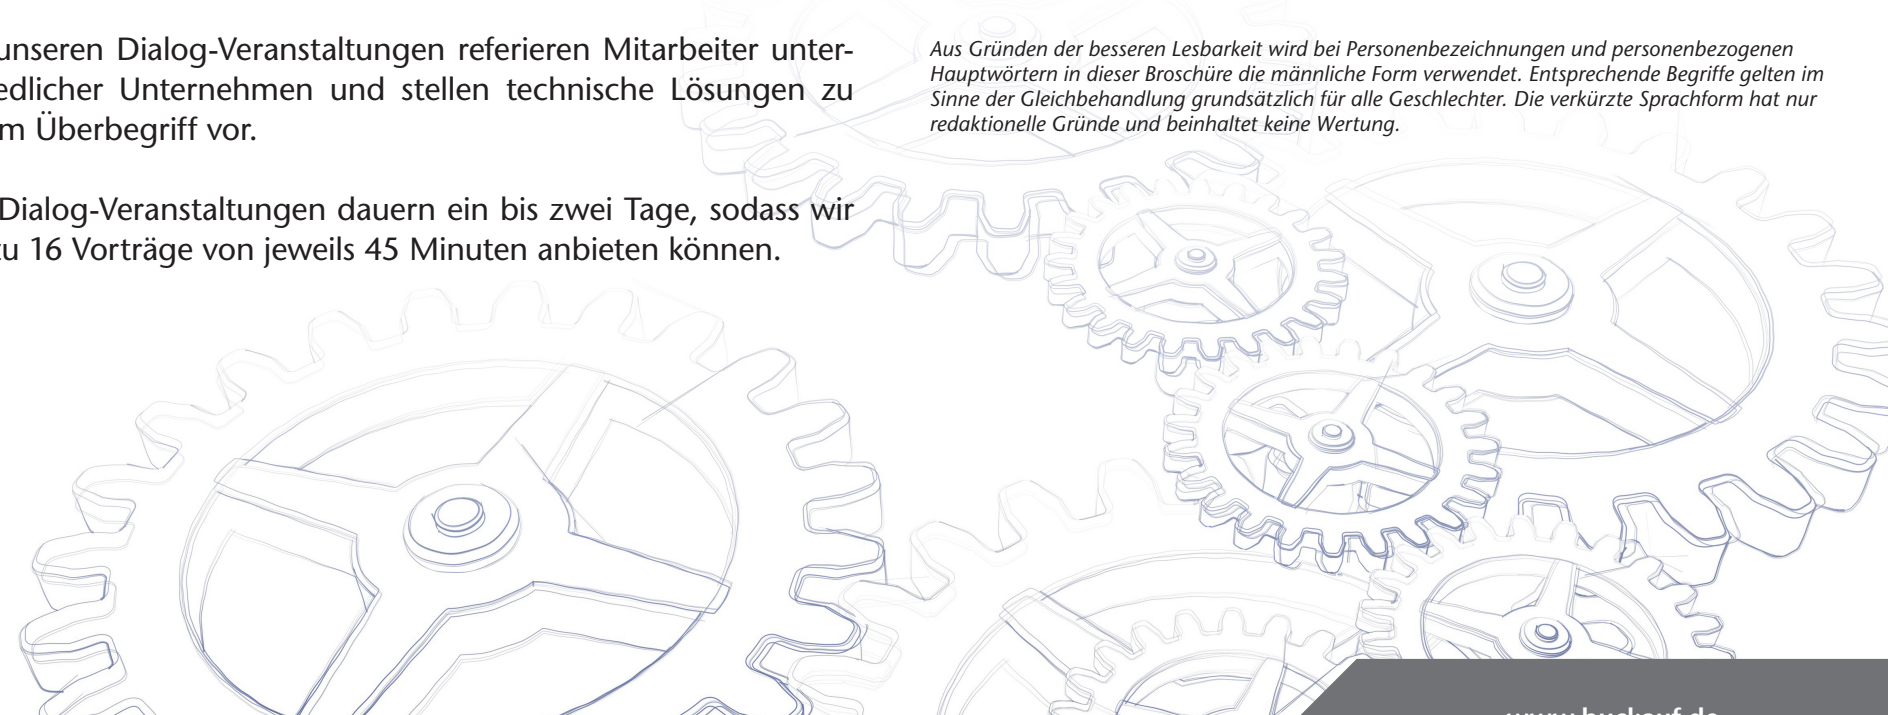 unseren Dialog-Veranstaltungen referieren Mitarbeiter unter-
edlicher Unternehmen und stellen technische Lösungen zu
m Überbegriff vor.
Dialog-Veranstaltungen dauern ein bis zwei Tage, sodass wir
zu 16 Vorträge von jeweils 45 Minuten anbieten können.
Aus Gründen der besseren Lesbarkeit wird bei Personenbezeichnungen und personenbezogenen
Hauptwörtern in dieser Broschüre die männliche Form verwendet. Entsprechende Begriffe gelten im
Sinne der Gleichbehandlung grundsätzlich für alle Geschlechter. Die verkürzte Sprachform hat nur
redaktionelle Gründe und beinhaltet keine Wertung.